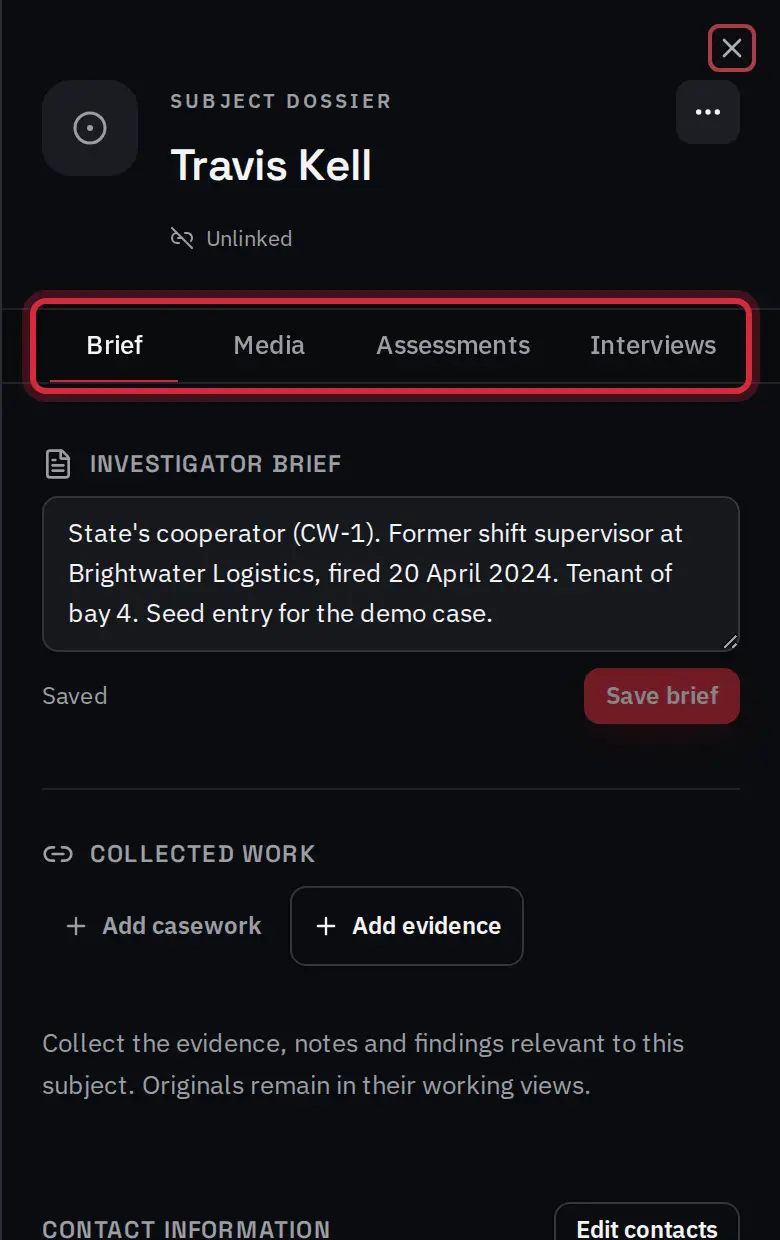 SUBJECT DOSSIER
Travis Kell
Unlinked
Brief
Media
Assessments
Interviews
INVESTIGATOR BRIEF
State's cooperator (CW-1). Former shift supervisor at
Brightwater Logistics, fired 20 April 2024. Tenant of
bay 4. Seed entry for the demo case.
Saved
Save brief
COLLECTED WORK
Add casework
Add evidence
Collect the evidence, notes and findings relevant to this
subject. Originals remain in their working views.
CONTACT INFORMATION
Edit contacts